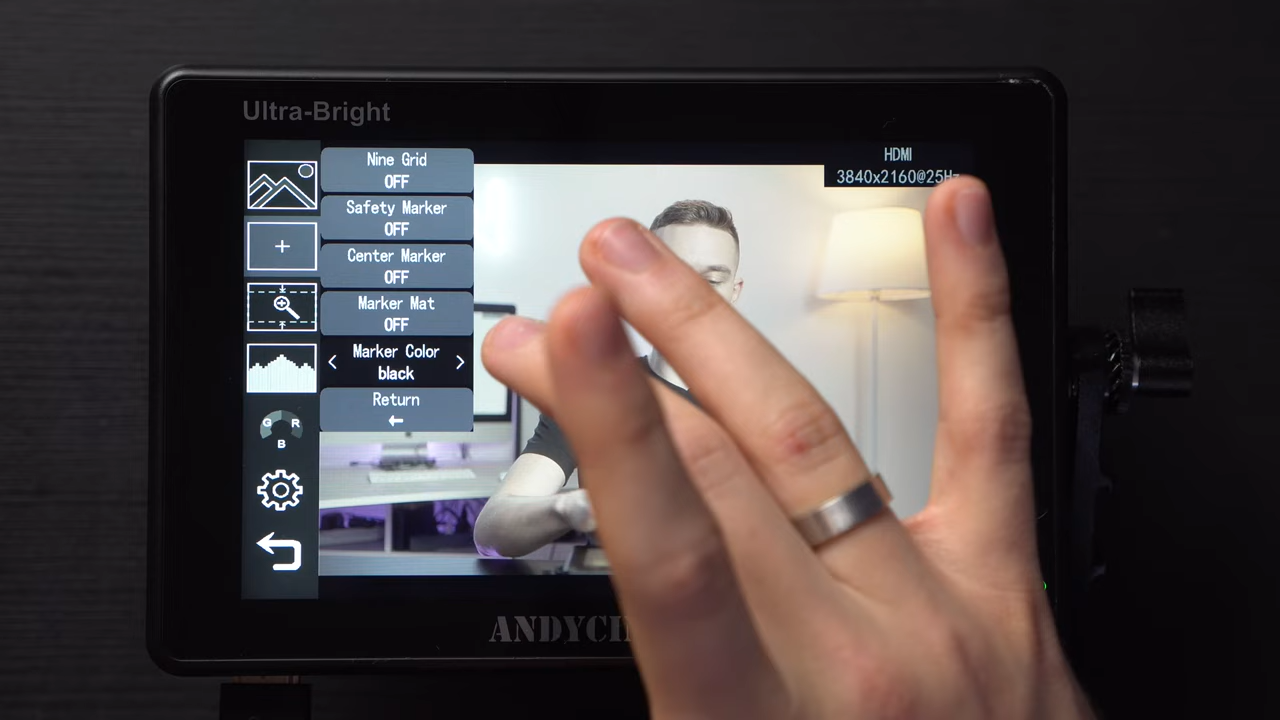 Ultra-Bright
HDMI
3840x2160@25Hz
Nine Grid
OFF
Safety Marker
OFF
Center Marker
OFF
Marker Mat
OFF
Marker Color
black
Return
G R
B